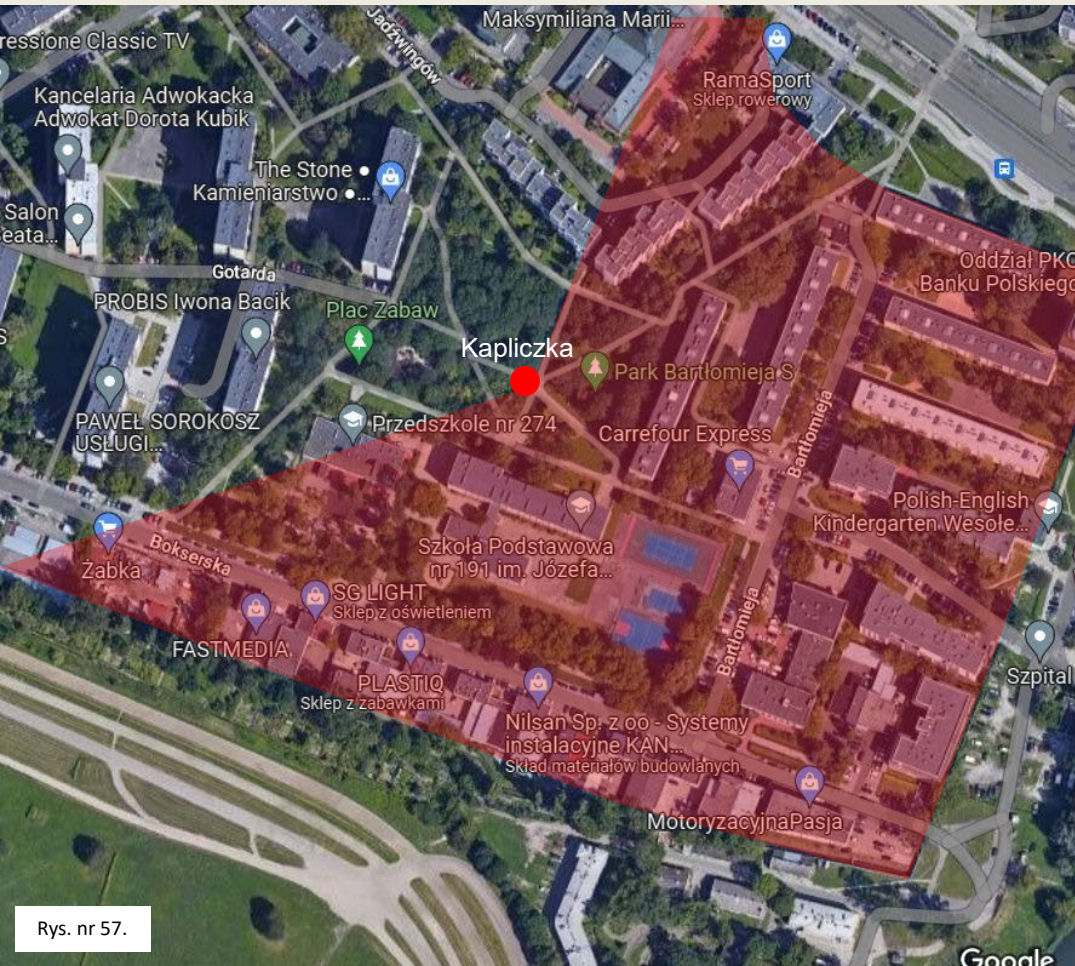 Maksymiliana Marii...
Jadźwingów
ressione Classic TV
RamaSport
Sklep rowerowy
Kancelaria Adwokacka
Adwokat Dorota Kubik
The Stone •
Kamieniarstwo •...
Salon
Beata...
Gotarda
Oddział PKO
Banku Polskiego
PROBIS Iwona Bacik
Plac Zabaw
S
Kapliczka
Park Bartłomieja S
PAWEŁ SOROKOSZ
USŁUGI...
Przedszkole nr 274
Carrefour Express
Bartłomieja
Polish-English
Kindergarten Wesołe...
Bokserska
Szkoła Podstawowa
nr 191 im. Józefa...
Żabka
SG LIGHT
Sklep z oświetleniem
Bartłomieja
FASTMEDIA
Szpital
PLASTIQ
Sklep z zabawkami
Nilsan Sp. z oo - Systemy
instalacyjne KAN...
Skład materiałów budowlanych
MotoryzacyjnaPasja
Rys. nr 57.
Google